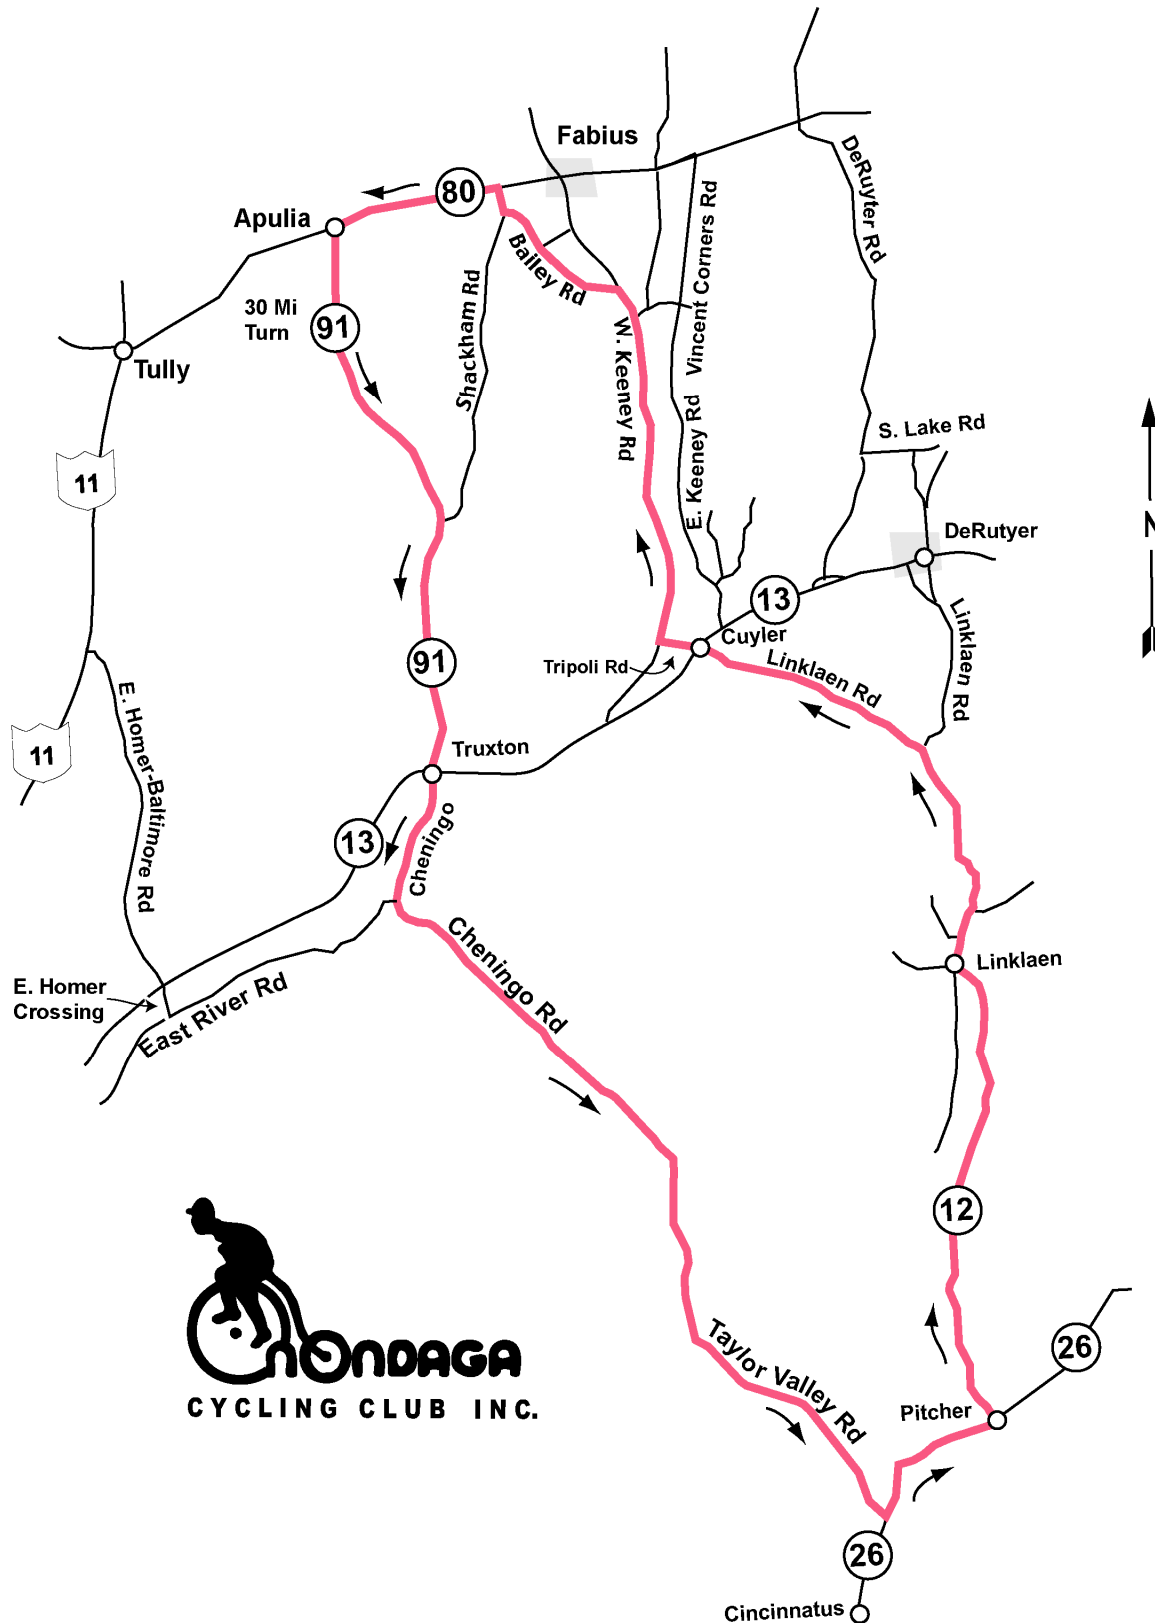 Fabius
DeRuyter Rd
80
Apulia
Bailey Rd
Vincent Corners Rd
Shackham Rd
30 Mi
Turn
91
W. Keeney Rd
Tully
E. Keeney Rd
S. Lake Rd
11
N
DeRutyer
13
Cuyler
Linklaen Rd
Tripoli Rd
Linklaen Rd
91
E. Homer-Baltimore Rd
11
Truxton
13
Cheningo
Cheningo Rd
Linklaen
E. Homer
Crossing
East River Rd
12
OnONDAGA
CYCLING CLUB INC.
Taylor Valley Rd
26
Pitcher
26
Cincinnatus